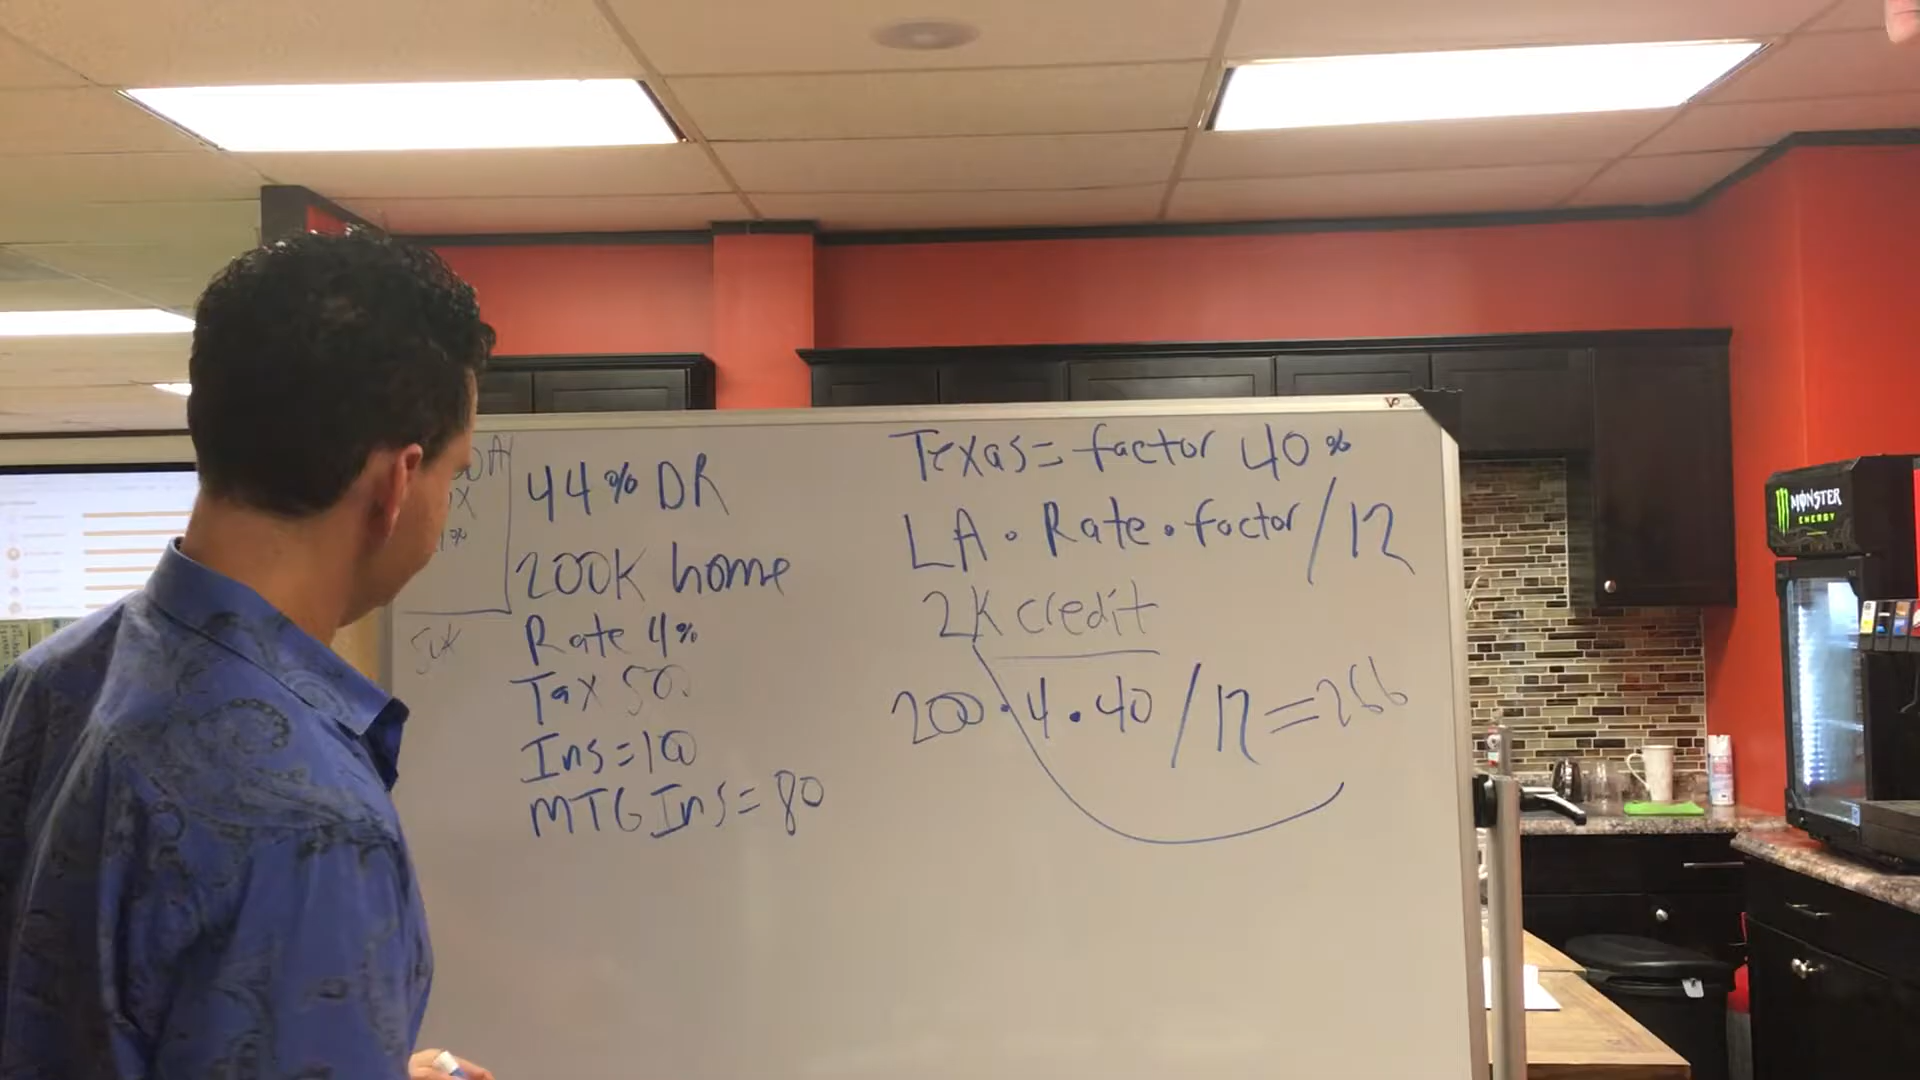 44% DR
200K home
Rate 4%
Tax 50
Ins=100
MTG Ins= 80
50K
Texas= factor 40%
LA · Rate · factor / 12
2K credit
200 · 4 · 40 / 12 = 266
MONSTER
ENERGY